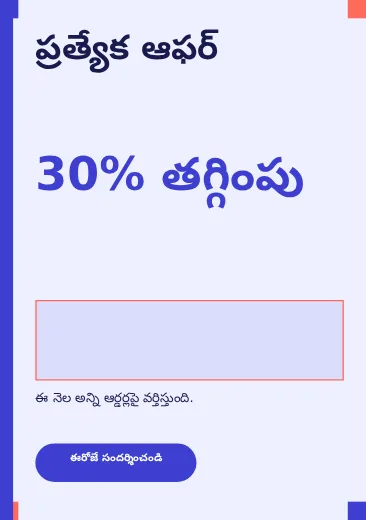 ప్రత్యేక ఆఫర్
30% తగ్గింపు
ఈ నెల అన్ని ఆర్డర్లపై వర్తిస్తుంది.
ఈరోజే సందర్శించండి